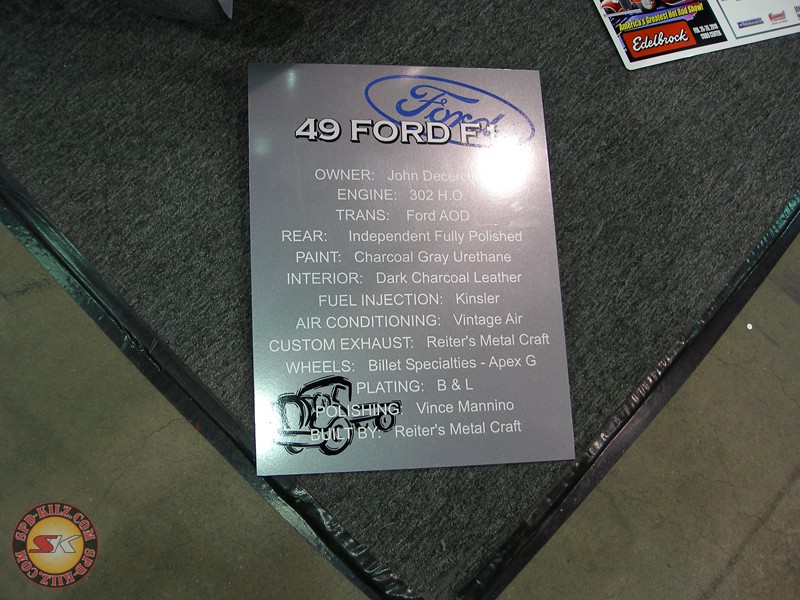 America's Greatest Hot Rod Show!
Edelbrock
COBO CENTER
Ford
49 FORD F1
OWNER: John
ENGINE: 302 H.O.
TRANS: Ford AOD
REAR: Independent Fully Polished
PAINT: Charcoal Gray Urethane
INTERIOR: Dark Charcoal Leather
FUEL INJECTION: Kinsler
AIR CONDITIONING: Vintage Air
CUSTOM EXHAUST: Reiter's Metal Craft
WHEELS: Billet Specialties - Apex G
PLATING: B & L
POLISHING: Vince Mannino
BUILT BY: Reiter's Metal Craft
SPD-KILZ.COM
SK
SPD-KILZ.COM